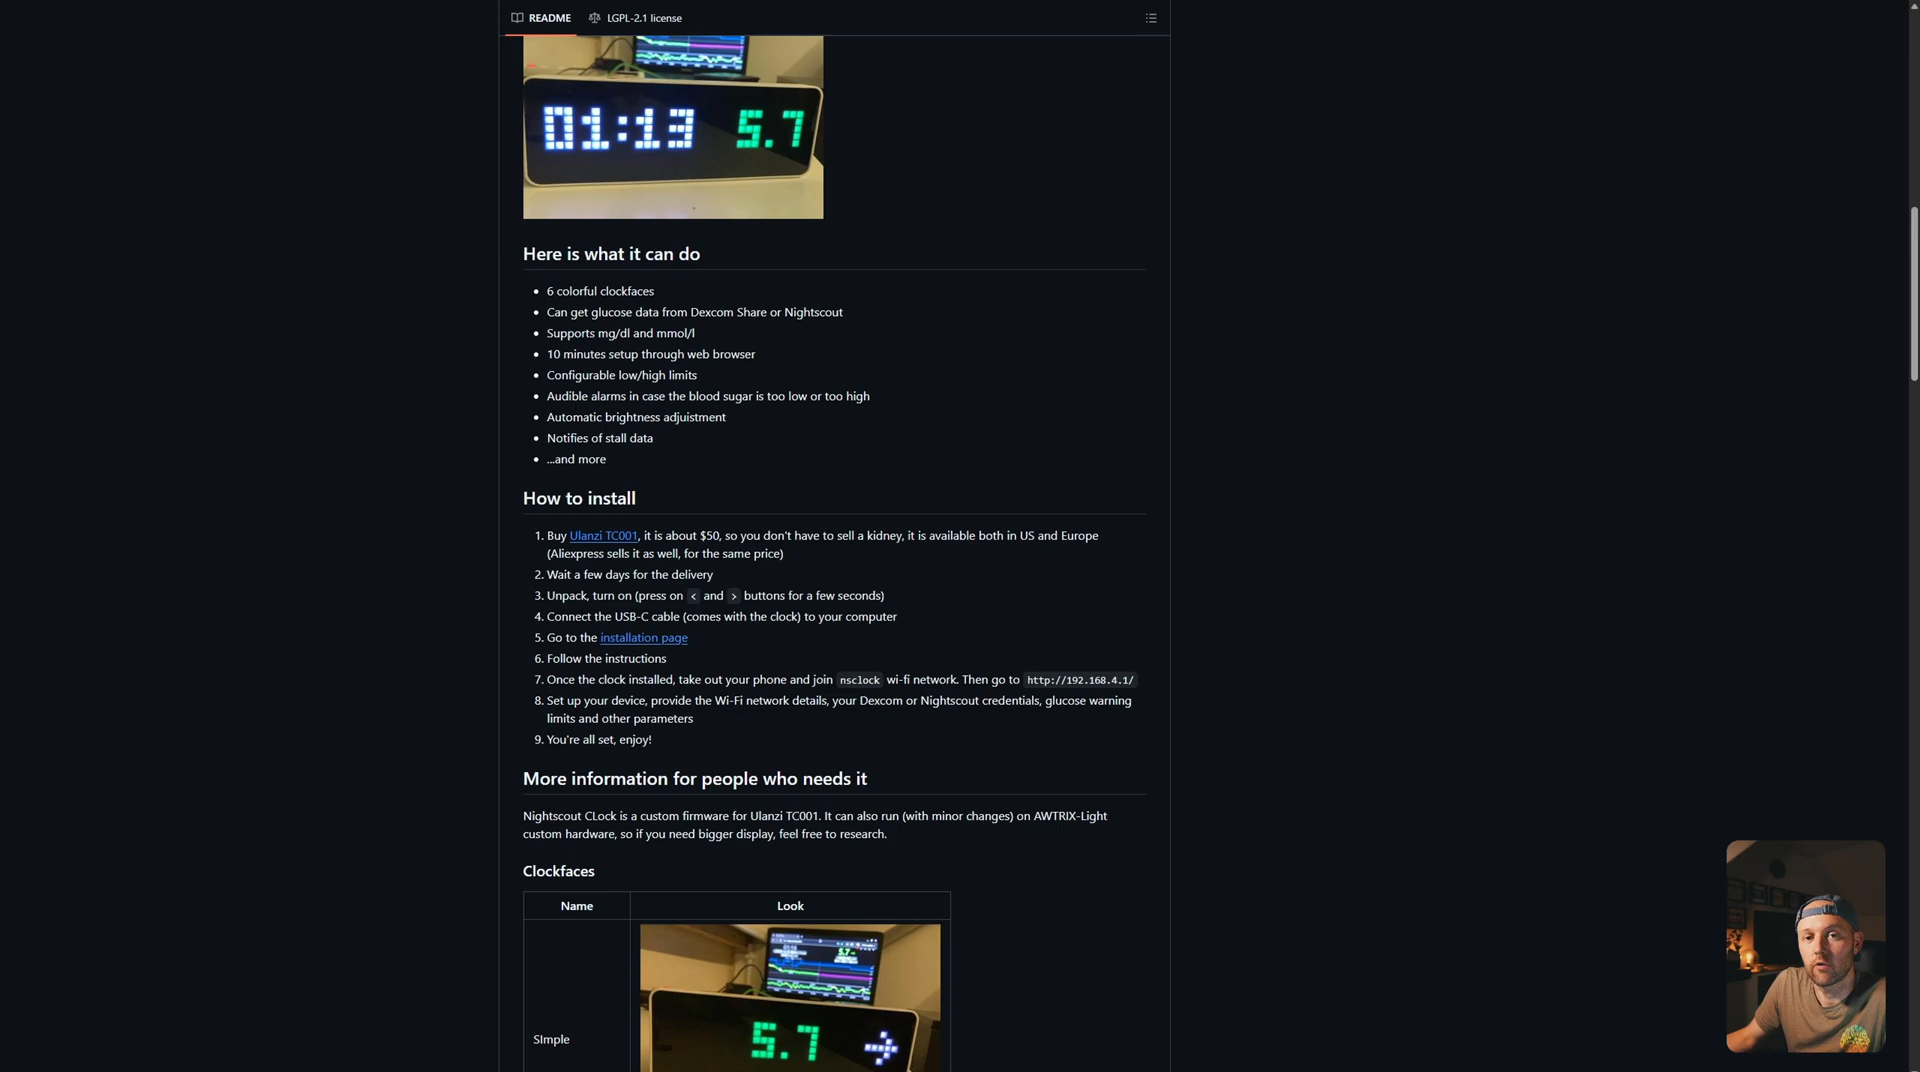 README
LGPL-2.1 license
01:13 5.7
Here is what it can do
• 6 colorful clockfaces
• Can get glucose data from Dexcom Share or Nightscout
• Supports mg/dl and mmol/l
• 10 minutes setup through web browser
• Configurable low/high limits
• Audible alarms in case the blood sugar is too low or too high
• Automatic brightness adjuistment
• Notifies of stall data
• ...and more
How to install
1. Buy Ulanzi TC001, it is about $50, so you don't have to sell a kidney, it is available both in US and Europe
(Aliexpress sells it as well, for the same price)
2. Wait a few days for the delivery
3. Unpack, turn on (press on < and > buttons for a few seconds)
4. Connect the USB-C cable (comes with the clock) to your computer
5. Go to the installation page
6. Follow the instructions
7. Once the clock installed, take out your phone and join nsclock wi-fi network. Then go to http://192.168.4.1/
8. Set up your device, provide the Wi-Fi network details, your Dexcom or Nightscout credentials, glucose warning
limits and other parameters
9. You're all set, enjoy!
More information for people who needs it
Nightscout CLock is a custom firmware for Ulanzi TC001. It can also run (with minor changes) on AWTRIX-Light
custom hardware, so if you need bigger display, feel free to research.
Clockfaces
Name Look
SImple
5.7